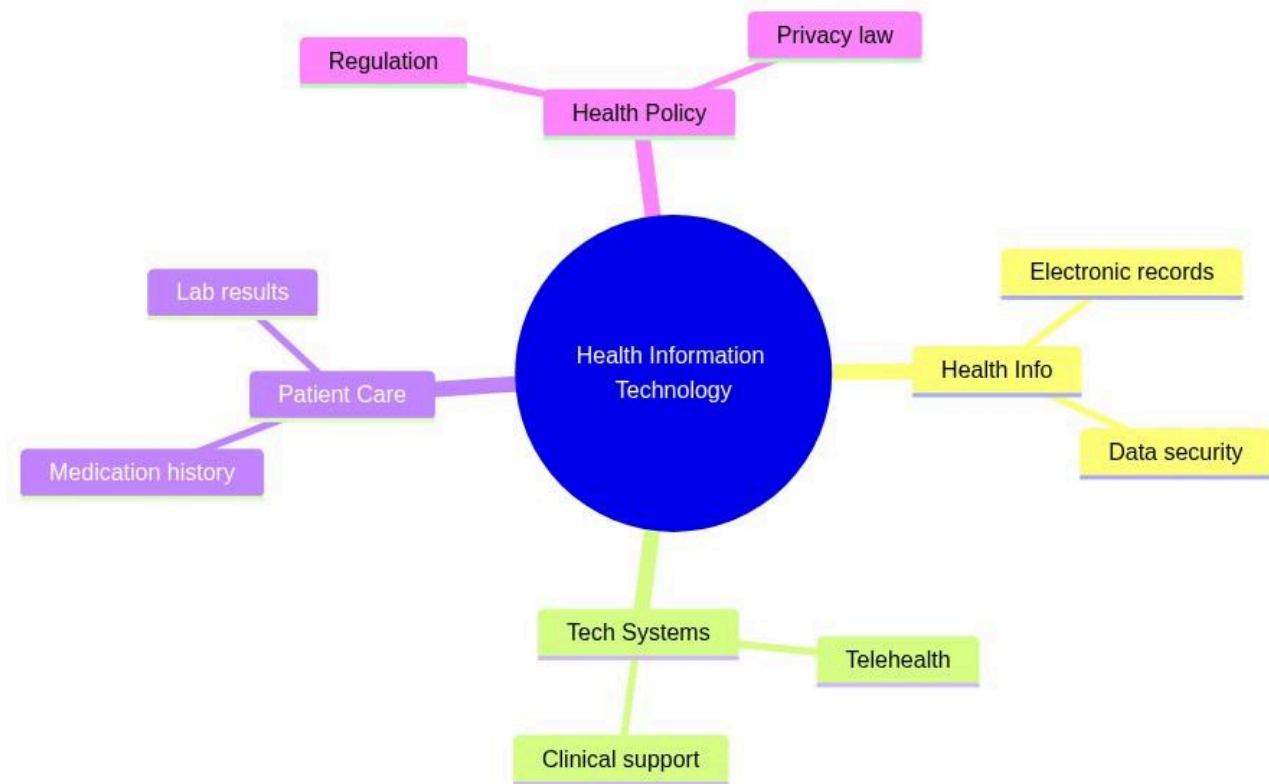 Privacy law
Regulation
Health Policy
Electronic records
Lab results
Health Information
Technology
Health Info
Patient Care
Data security
Medication history
Tech Systems
Telehealth
Clinical support